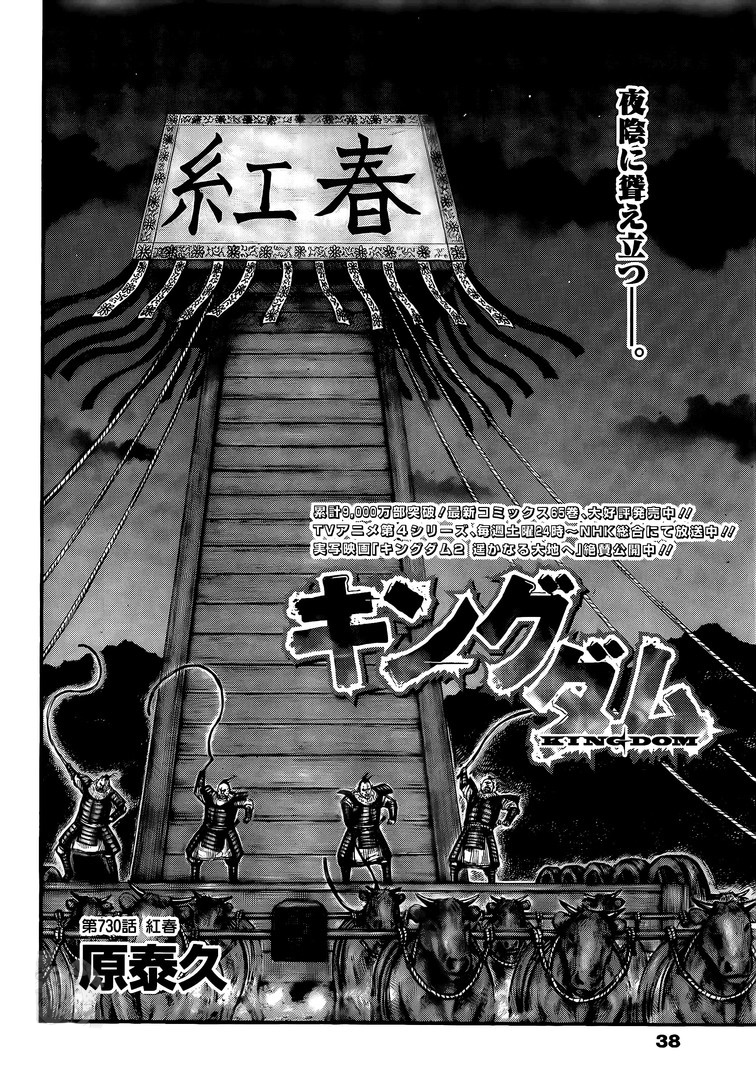 夜陰に聳え立つ――。
紅春
累計9,000万部突破!最新コミックス65巻、大好評発売中!!
TVアニメ第4シリーズ、毎週土曜24時〜NHK総合にて放送中!!
実写映画「キングダム2 遥かなる大地へ」絶賛公開中!!
キングダム
KINGDOM
第730話 紅春
原泰久
38